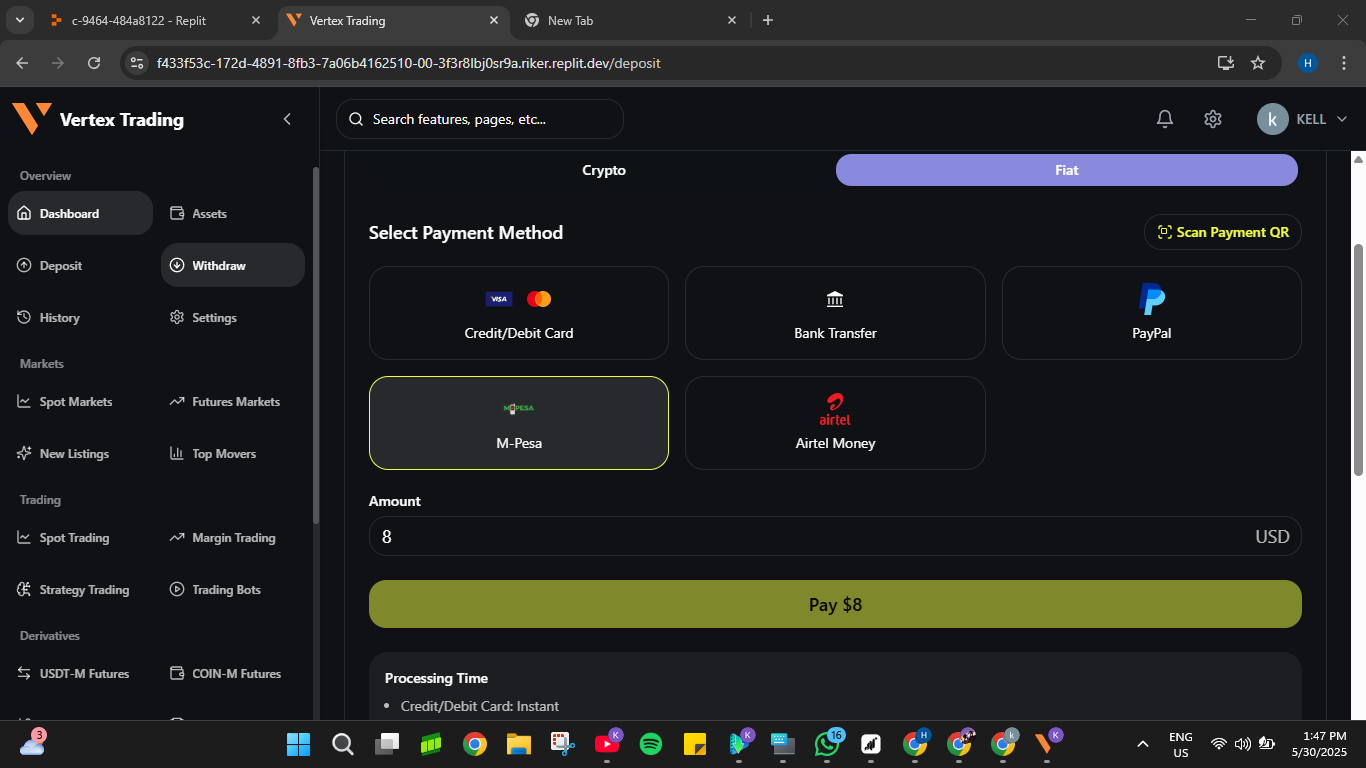 c-9464-484a8122 - Replit
Vertex Trading
New Tab
f433f53c-172d-4891-8fb3-7a06b4162510-00-3f3r8lbj0sr9a.riker.replit.dev/deposit
H
Vertex Trading
Search features, pages, etc...
k KELL
Overview
Dashboard Assets
Deposit Withdraw
History Settings
Markets
Spot Markets Futures Markets
New Listings Top Movers
Trading
Spot Trading Margin Trading
Strategy Trading Trading Bots
Derivatives
USDT-M Futures COIN-M Futures
Crypto Fiat
Select Payment Method Scan Payment QR
VISA
Credit/Debit Card Bank Transfer PayPal
M-PESA airtel
M-Pesa Airtel Money
Amount
8 USD
Pay $8
Processing Time
• Credit/Debit Card: Instant
3
K
K
K
16
H
k
K
ENG
US
1:47 PM
5/30/2025